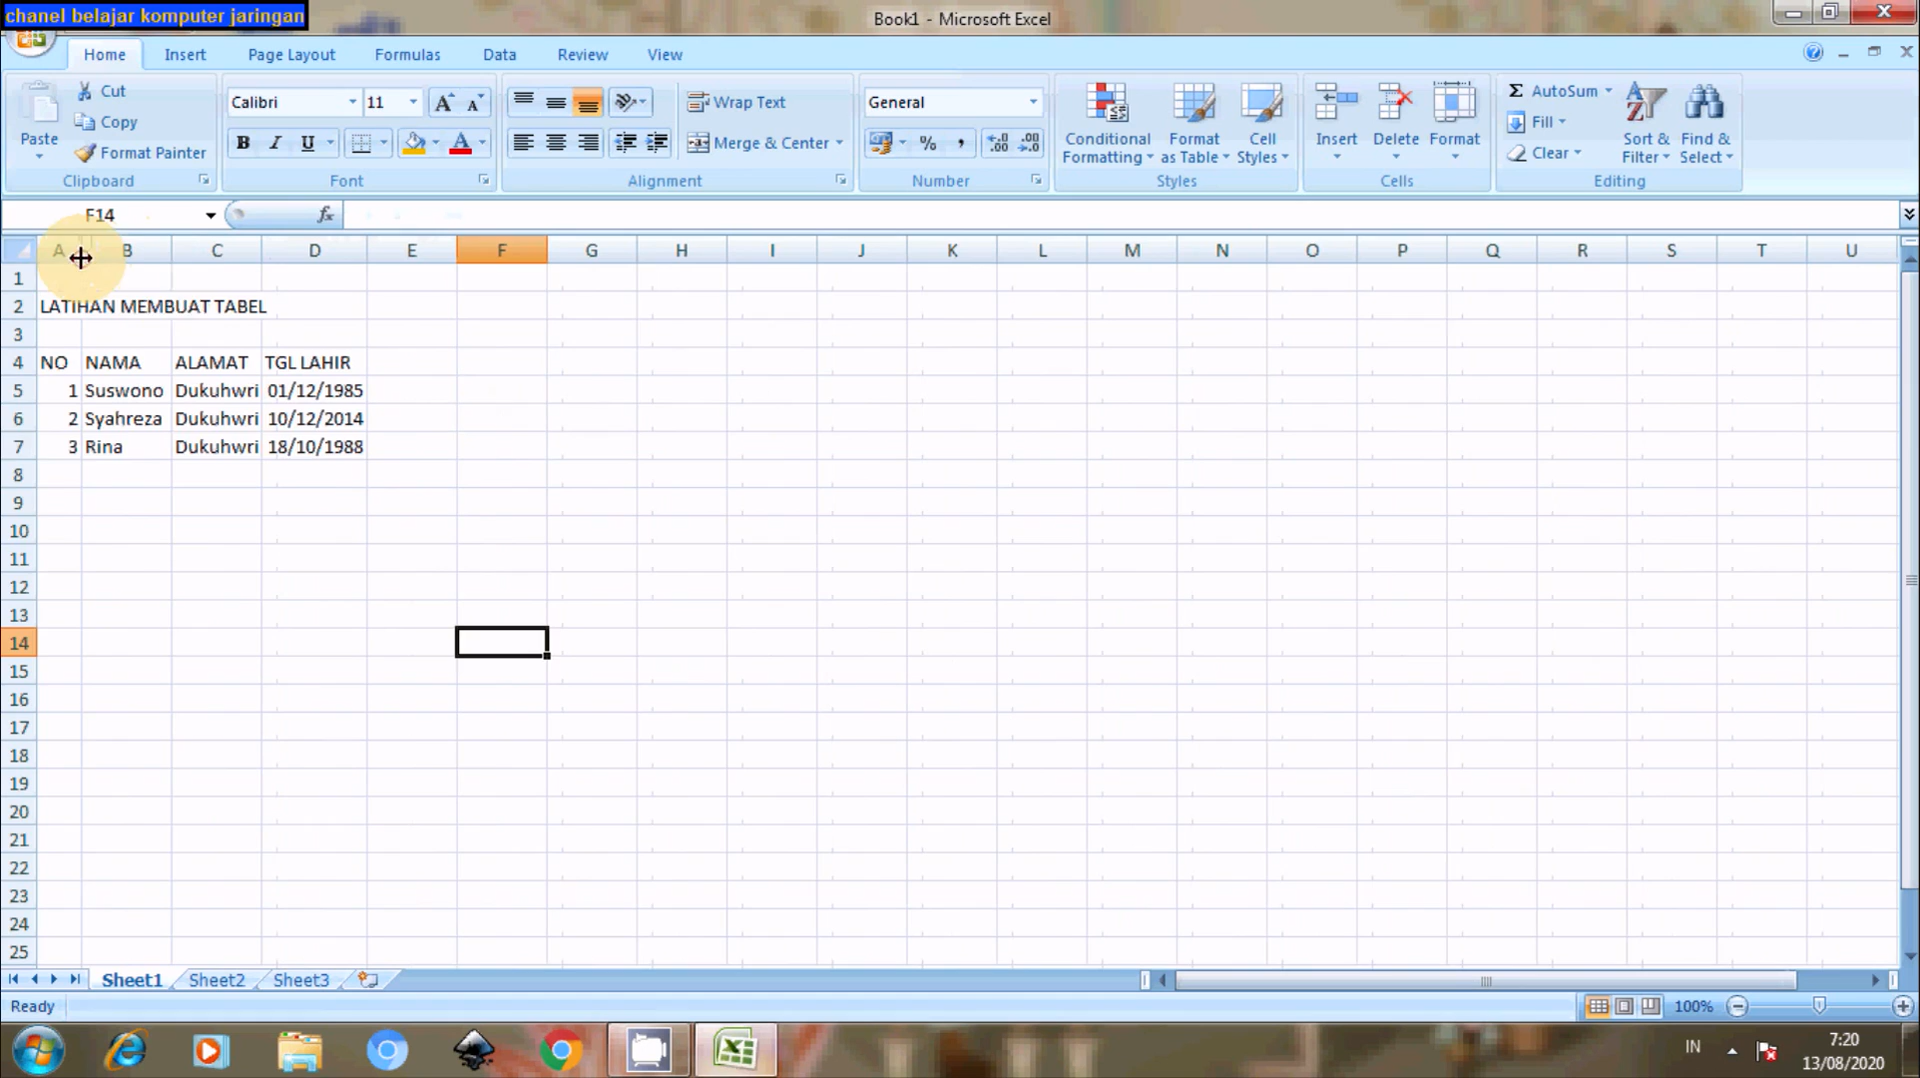 chanel belajar komputer jaringan
Book1 - Microsoft Excel
Home Insert Page Layout Formulas Data Review View
Paste
Cut
Copy
Format Painter
Clipboard
Calibri 11
B I U A
Font
Wrap Text
Merge & Center
Alignment
General
% ,
Number
Conditional Formatting
Format as Table
Cell Styles
Styles
Insert Delete Format
Cells
Σ AutoSum
Fill
Clear
Sort & Filter
Find & Select
Editing
F14 fx
A B C D E F G H I J K L M N O P Q R S T U
1
2 LATIHAN MEMBUAT TABEL
3
4 NO NAMA ALAMAT TGL LAHIR
5 1 Suswono Dukuhwri 01/12/1985
6 2 Syahreza Dukuhwri 10/12/2014
7 3 Rina Dukuhwri 18/10/1988
8
9
10
11
12
13
14
15
16
17
18
19
20
21
22
23
24
25
Sheet1 Sheet2 Sheet3
Ready 100%
IN 7:20
13/08/2020